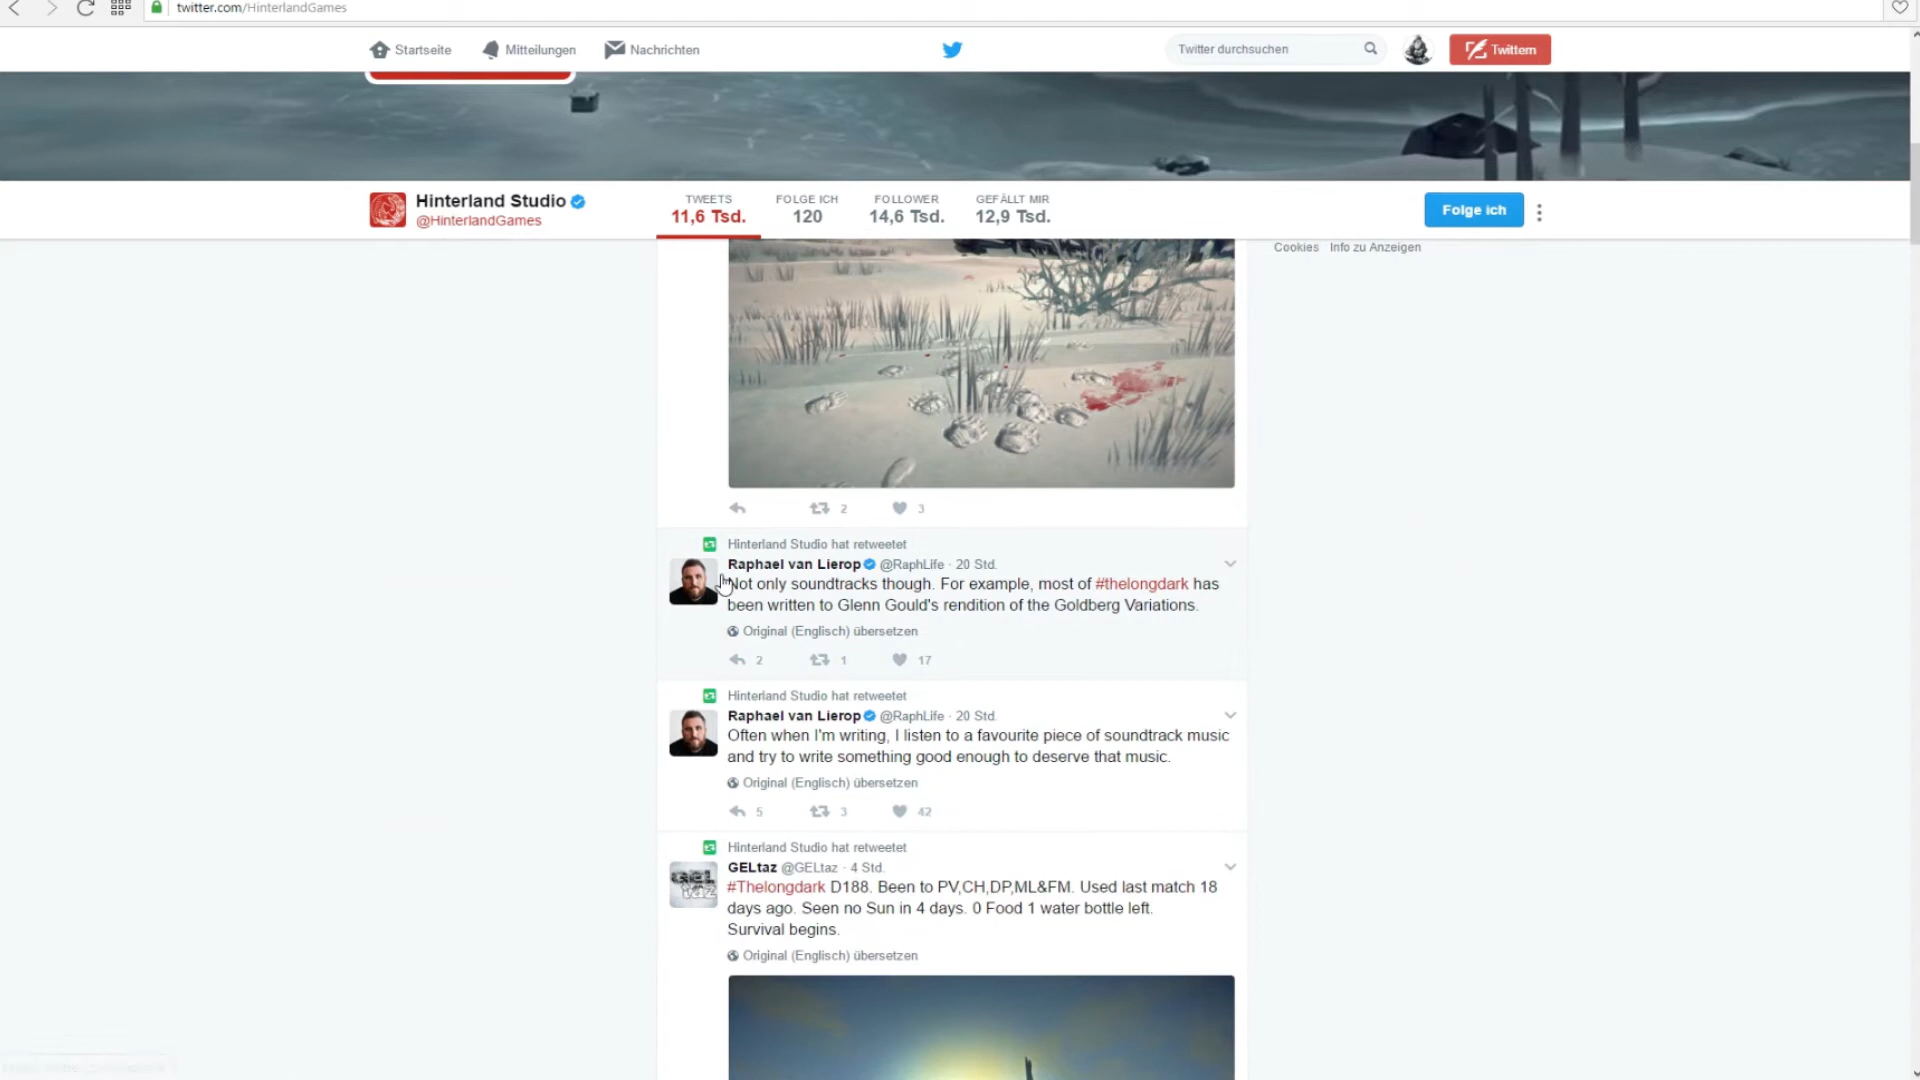 twitter.com/HinterlandGames
Startseite
Mitteilungen
Nachrichten
Twitter durchsuchen
Twittern
Hinterland Studio
@HinterlandGames
TWEETS
11,6 Tsd.
FOLGE ICH
120
FOLLOWER
14,6 Tsd.
GEFÄLLT MIR
12,9 Tsd.
Folge ich
Cookies Info zu Anzeigen
2
3
Hinterland Studio hat retweetet
Raphael van Lierop @RaphLife · 20 Std.
Not only soundtracks though. For example, most of #thelongdark has
been written to Glenn Gould's rendition of the Goldberg Variations.
Original (Englisch) übersetzen
2
1
17
Hinterland Studio hat retweetet
Raphael van Lierop @RaphLife · 20 Std.
Often when I'm writing, I listen to a favourite piece of soundtrack music
and try to write something good enough to deserve that music.
Original (Englisch) übersetzen
5
3
42
Hinterland Studio hat retweetet
GELtaz @GELtaz · 4 Std.
#Thelongdark D188. Been to PV,CH,DP,ML&FM. Used last match 18
days ago. Seen no Sun in 4 days. 0 Food 1 water bottle left.
Survival begins.
Original (Englisch) übersetzen